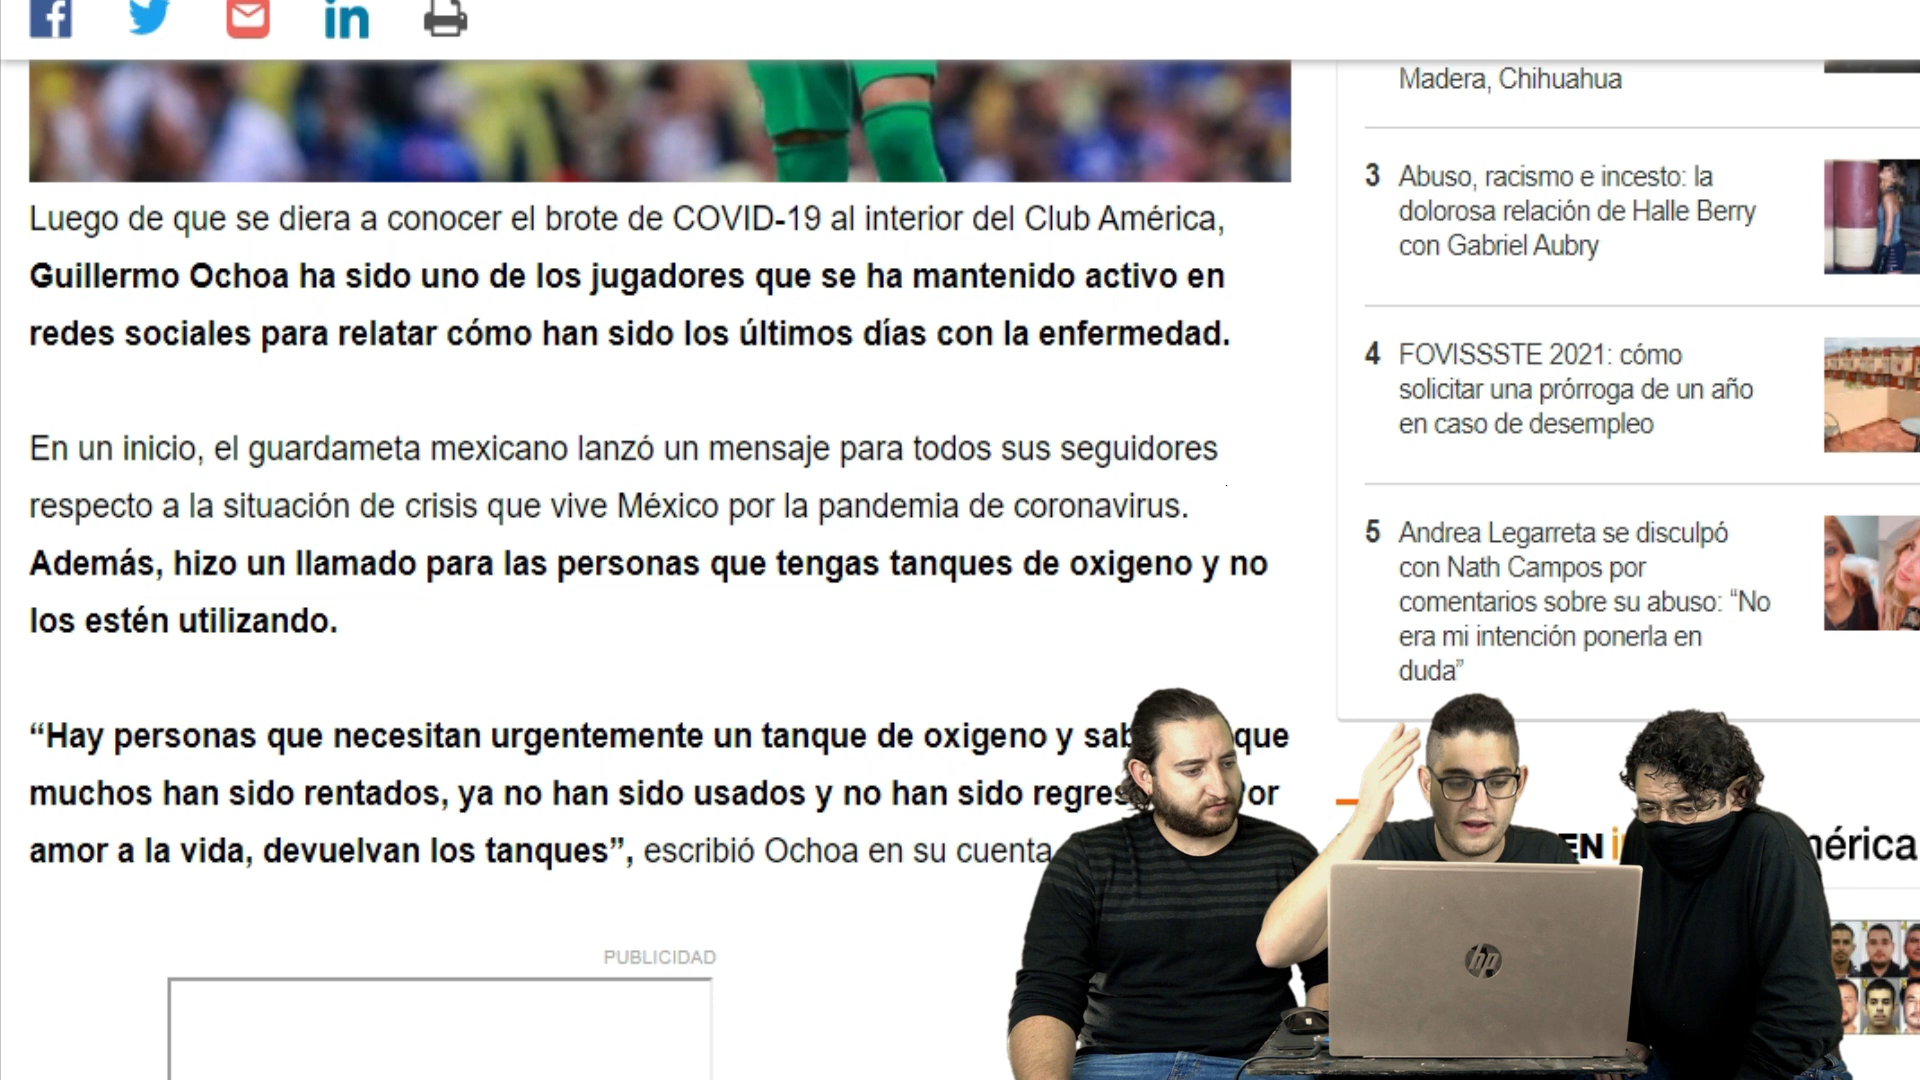 Luego de que se diera a conocer el brote de COVID-19 al interior del Club América,
Guillermo Ochoa ha sido uno de los jugadores que se ha mantenido activo en
redes sociales para relatar cómo han sido los últimos días con la enfermedad.
En un inicio, el guardameta mexicano lanzó un mensaje para todos sus seguidores
respecto a la situación de crisis que vive México por la pandemia de coronavirus.
Además, hizo un llamado para las personas que tengas tanques de oxigeno y no
los estén utilizando.
“Hay personas que necesitan urgentemente un tanque de oxigeno y que
muchos han sido rentados, ya no han sido usados y no han sido
amor a la vida, devuelvan los tanques”, escribió Ochoa en su cuenta
PUBLICIDAD
Madera, Chihuahua
3 Abuso, racismo e incesto: la
dolorosa relación de Halle Berry
con Gabriel Aubry
4 FOVISSSTE 2021: cómo
solicitar una prórroga de un año
en caso de desempleo
5 Andrea Legarreta se disculpó
con Nath Campos por
comentarios sobre su abuso: “No
era mi intención ponerla en
duda”
EN
hp